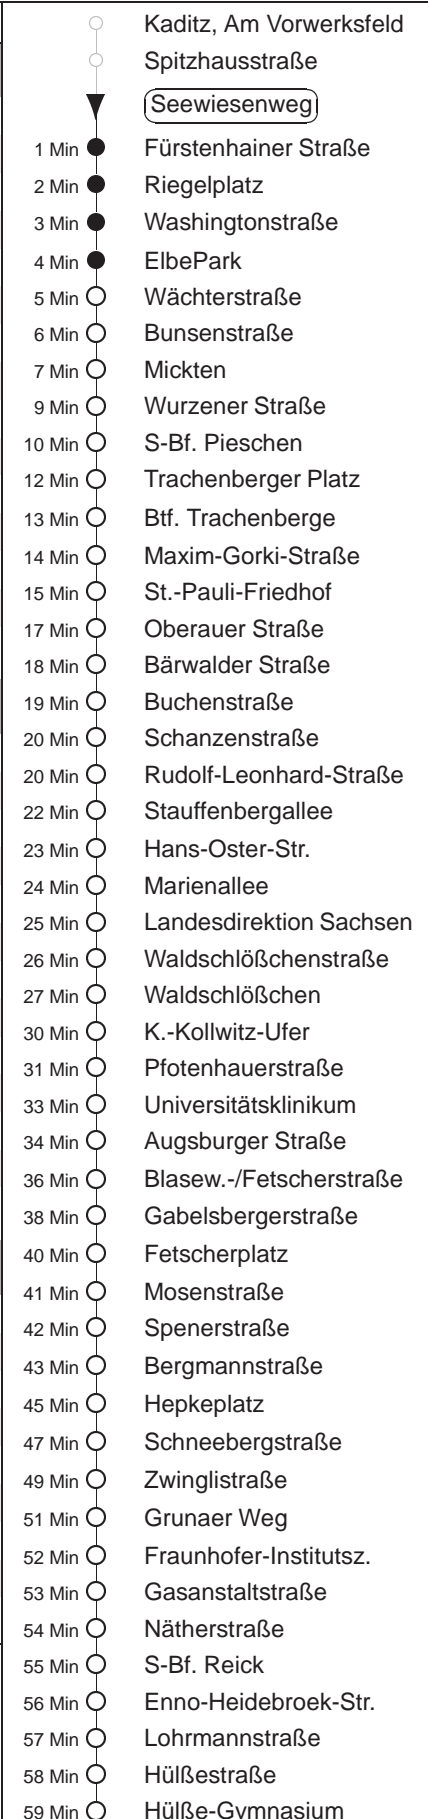 Kaditz, Am Vorwerksfeld
Spitzhausstraße
Seewiesenweg
1 Min Fürstenhainer Straße
2 Min Riegelplatz
3 Min Washingtonstraße
4 Min ElbePark
5 Min Wächterstraße
6 Min Bunsenstraße
7 Min Mickten
9 Min Wurzener Straße
10 Min S-Bf. Pieschen
12 Min Trachenberger Platz
13 Min Btf. Trachenberge
14 Min Maxim-Gorki-Straße
15 Min St.-Pauli-Friedhof
17 Min Oberauer Straße
18 Min Bärwalder Straße
19 Min Buchenstraße
20 Min Schanzenstraße
20 Min Rudolf-Leonhard-Straße
22 Min Stauffenbergallee
23 Min Hans-Oster-Str.
24 Min Marienallee
25 Min Landesdirektion Sachsen
26 Min Waldschlößchenstraße
27 Min Waldschlößchen
30 Min K.-Kollwitz-Ufer
31 Min Pfotenhauerstraße
33 Min Universitätsklinikum
34 Min Augsburger Straße
36 Min Blasew.-/Fetscherstraße
38 Min Gabelsbergerstraße
40 Min Fetscherplatz
41 Min Mosenstraße
42 Min Spenerstraße
43 Min Bergmannstraße
45 Min Hepkeplatz
47 Min Schneebergstraße
49 Min Zwinglistraße
51 Min Grunaer Weg
52 Min Fraunhofer-Institutsz.
53 Min Gasanstaltstraße
54 Min Nätherstraße
55 Min S-Bf. Reick
56 Min Enno-Heidebroek-Str.
57 Min Lohrmannstraße
58 Min Hülßestraße
59 Min Hülße-Gymnasium